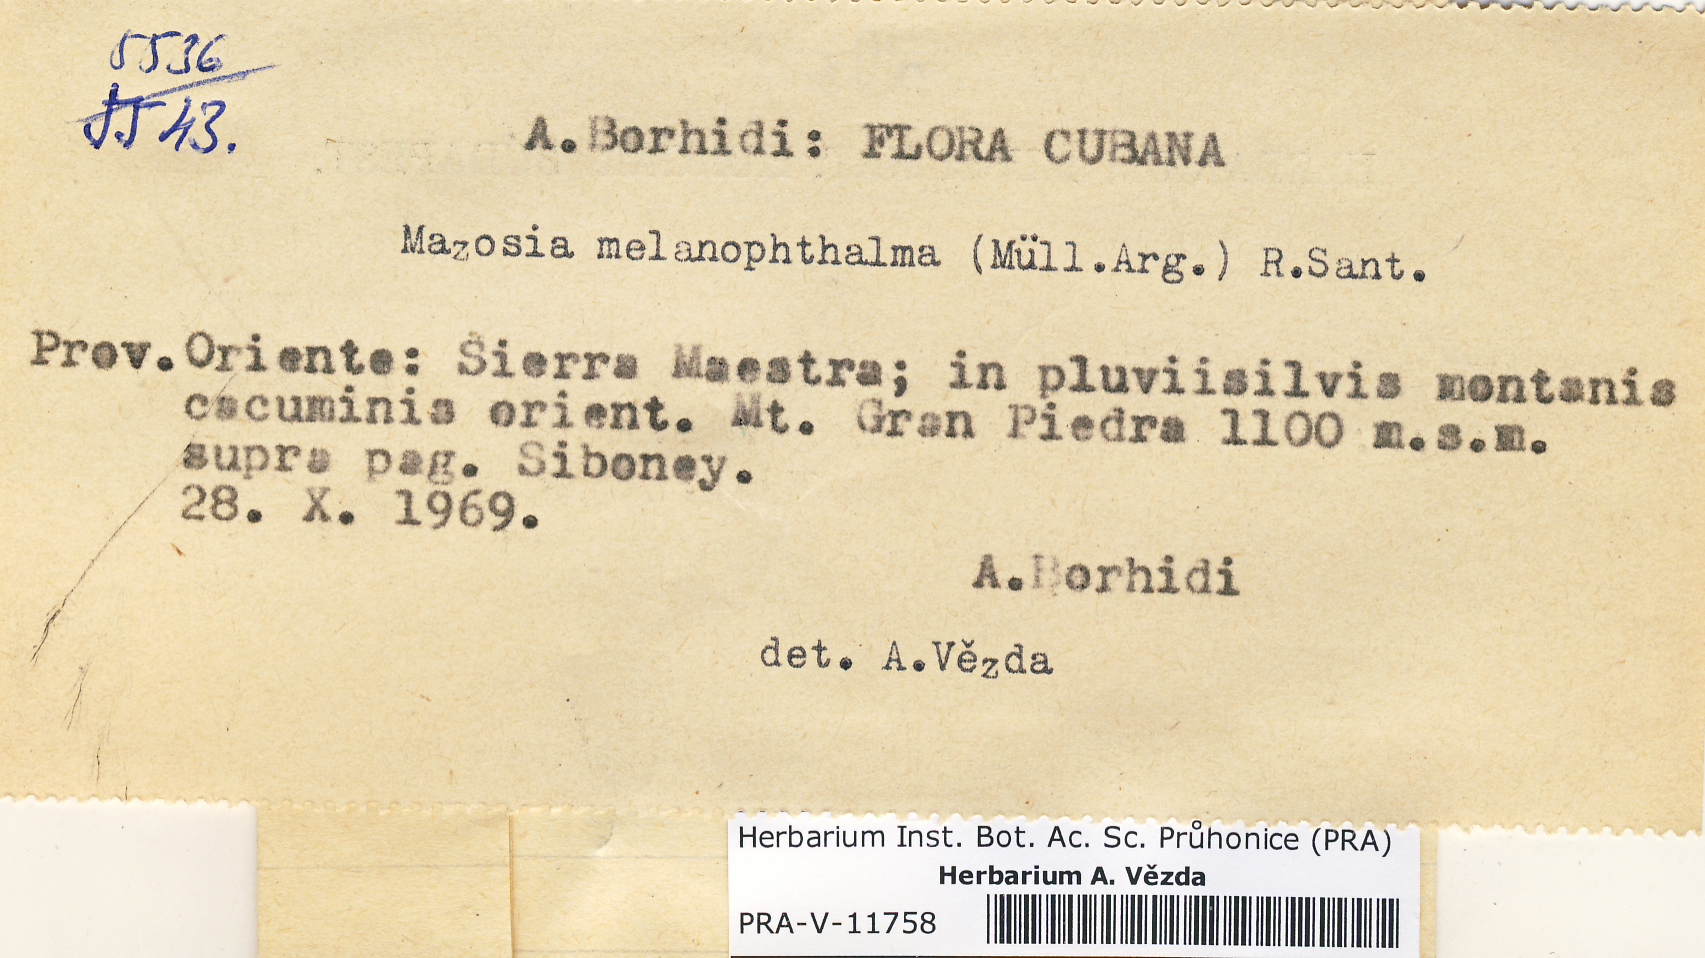 5536
5543.
A.Borhidi: FLORA CUBANA
Mazosia melanophthalma (Müll.Arg.) R.Sant.
Prov.Oriente: Sierra Maestra; in pluviisilvis montanis
cacuminis orient. Mt. Gran Piedra 1100 m.s.m.
supra pag. Siboney.
28. X. 1969.
A.Borhidi
det. A.Vězda
Herbarium Inst. Bot. Ac. Sc. Průhonice (PRA)
Herbarium A. Vězda
PRA-V-11758